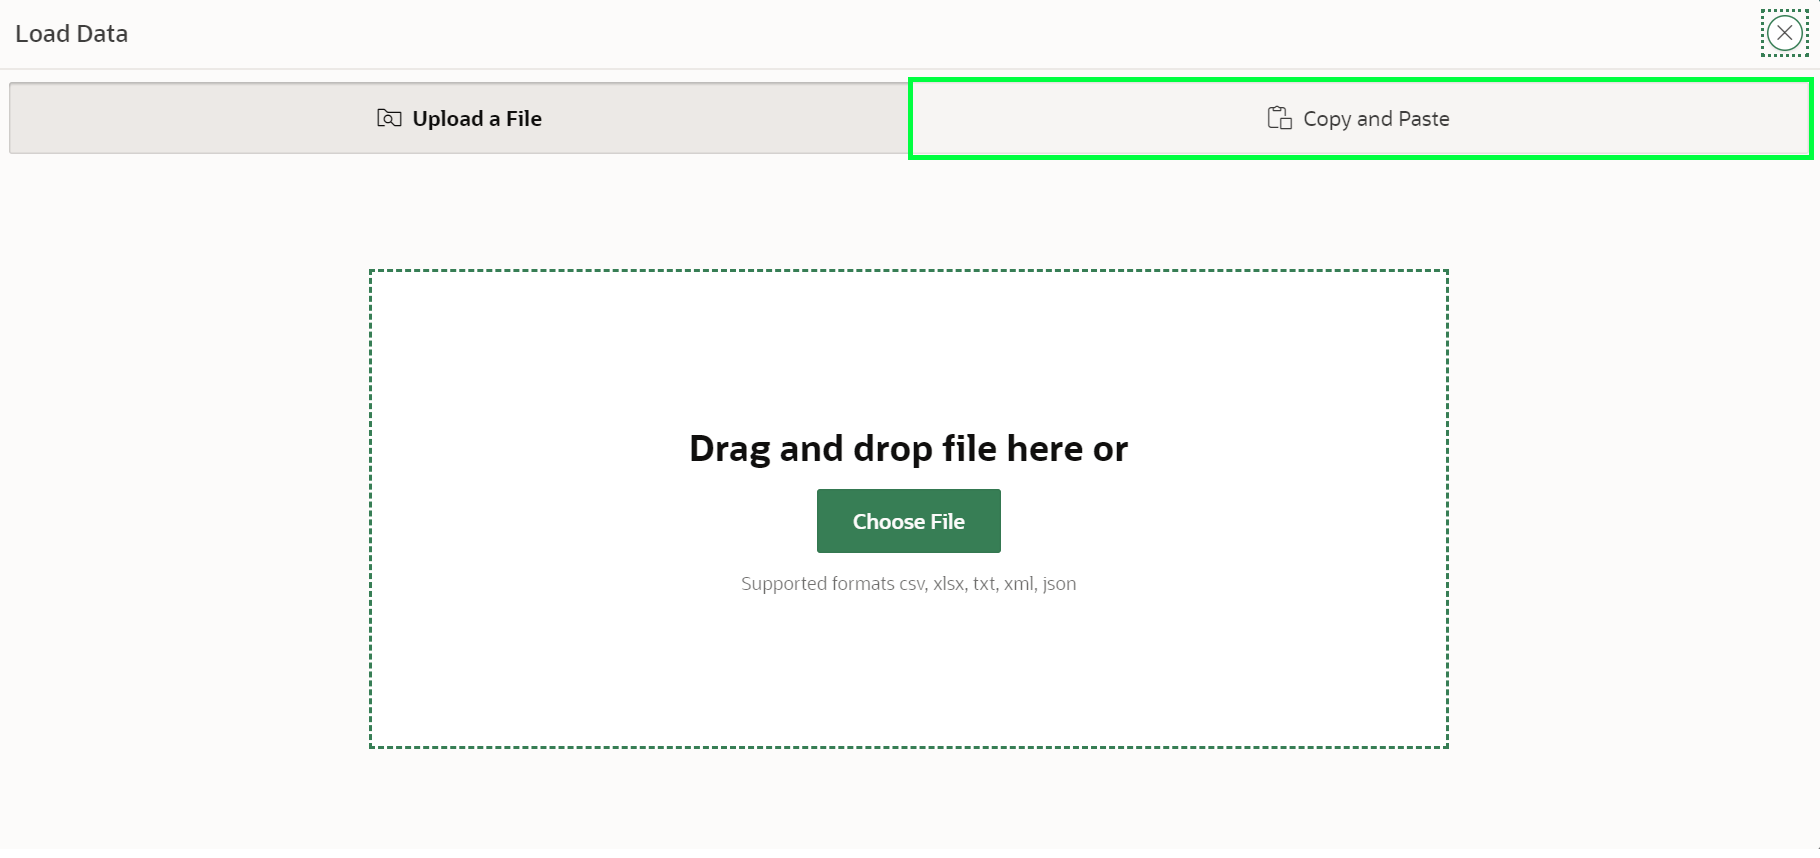 Load Data
Upload a File
Copy and Paste
Drag and drop file here or
Choose File
Supported formats csv, xlsx, txt, xml, json